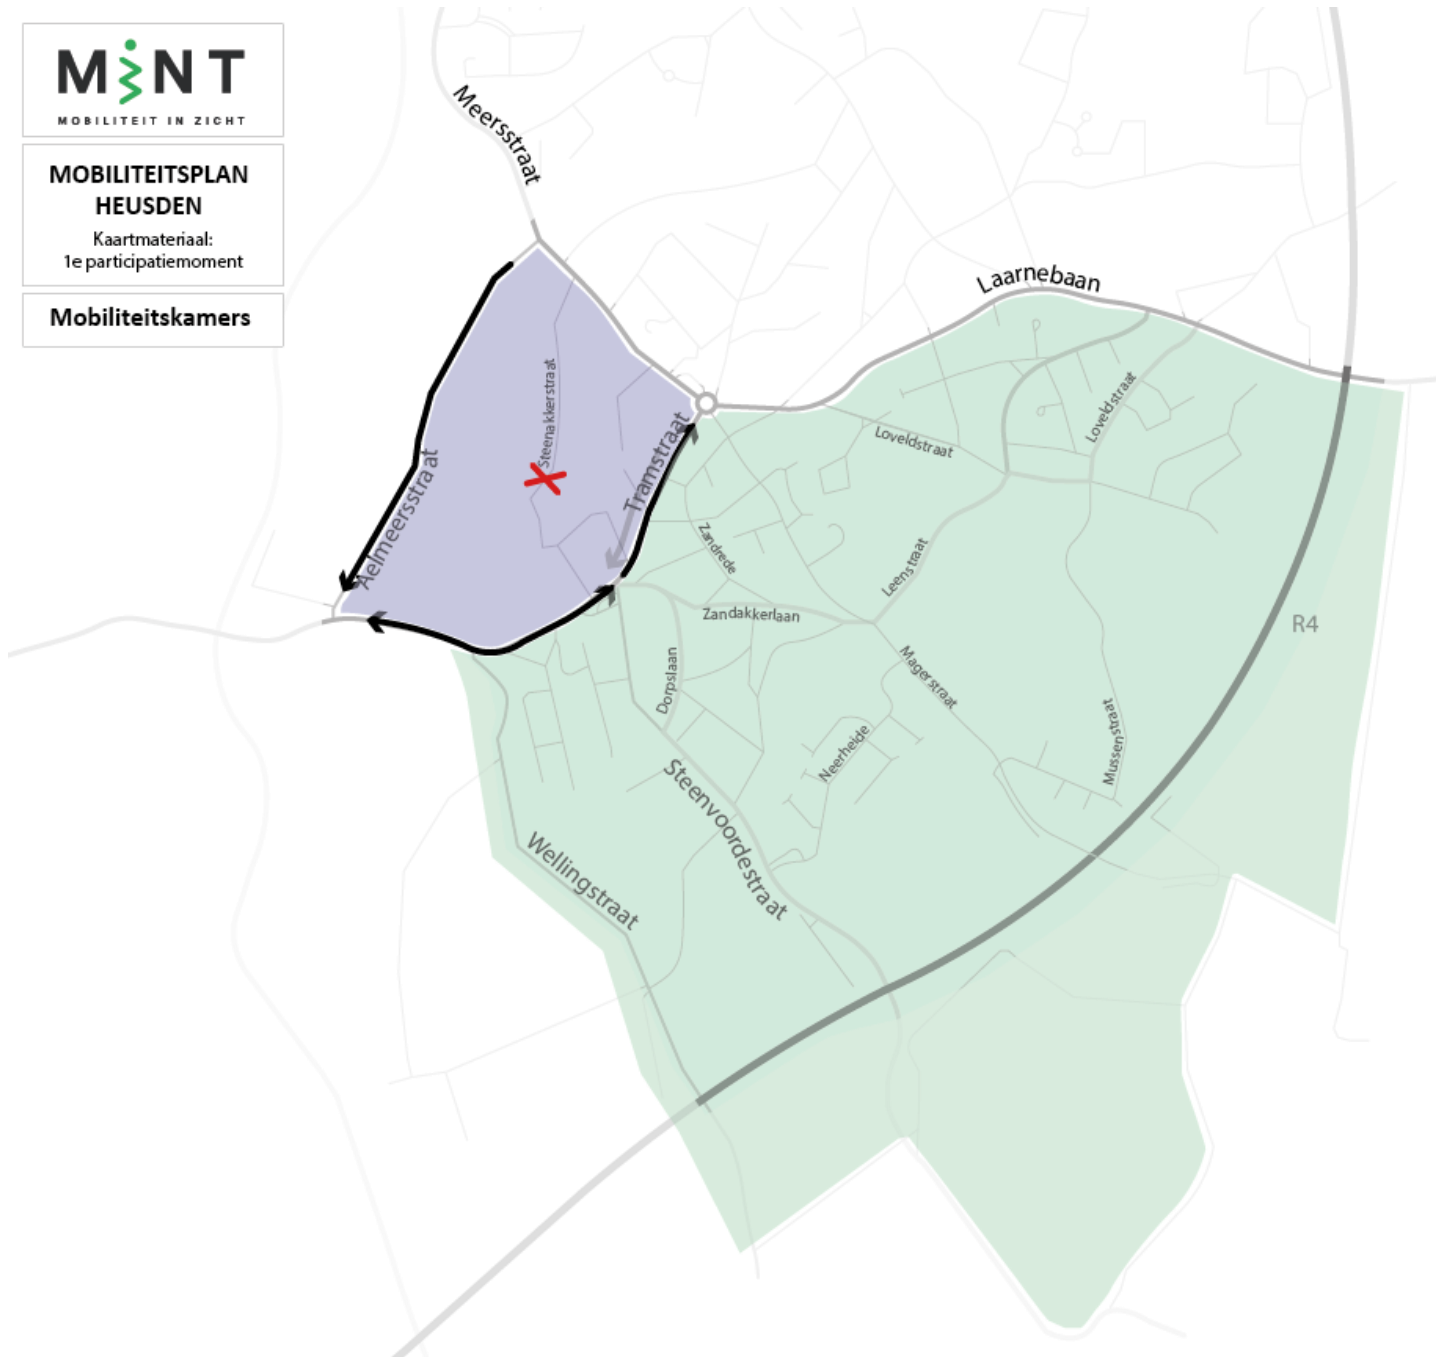 MINT
MOBILITEIT IN ZICHT
MOBILITEITSPLAN
HEUSDEN
Kaartmateriaal:
1e participatiemoment
Mobiliteitskamers
Meersstraat
Laarnebaan
Steenakkerstraat
Tramstraat
Aelmeersstraat
Loveldstraat
Loveldstraat
Zandrede
Leenstraat
Zandakkerlaan
R4
Dorpslaan
Magerstraat
Mussenstraat
Neerheide
Steenvoordestraat
Wellingstraat